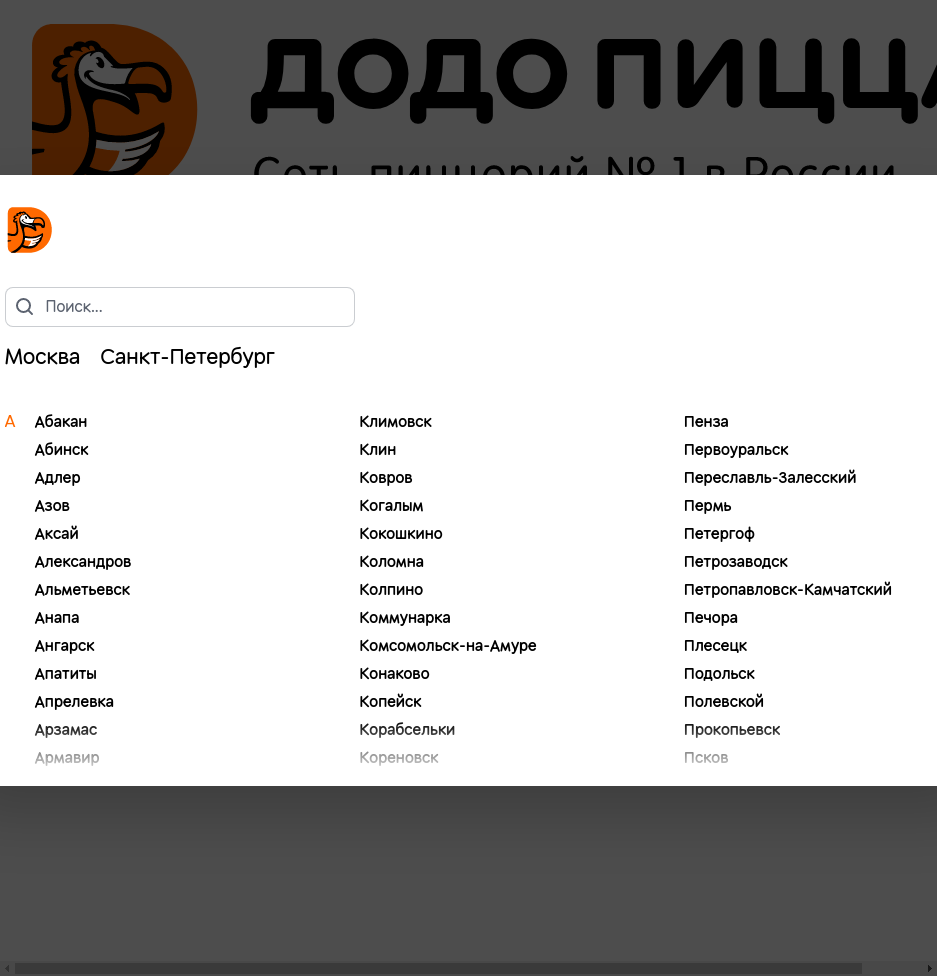 ДОДО ПИЦЦА
Сеть пиццерий № 1 в России
Поиск...
Москва Санкт-Петербург
А
Абакан
Абинск
Адлер
Азов
Аксай
Александров
Альметьевск
Анапа
Ангарск
Апатиты
Апрелевка
Арзамас
Армавир
Климовск
Клин
Ковров
Когалым
Кокошкино
Коломна
Колпино
Коммунарка
Комсомольск-на-Амуре
Конаково
Копейск
Корабсельки
Кореновск
Пенза
Первоуральск
Переславль-Залесский
Пермь
Петергоф
Петрозаводск
Петропавловск-Камчатский
Печора
Плесецк
Подольск
Полевской
Прокопьевск
Псков